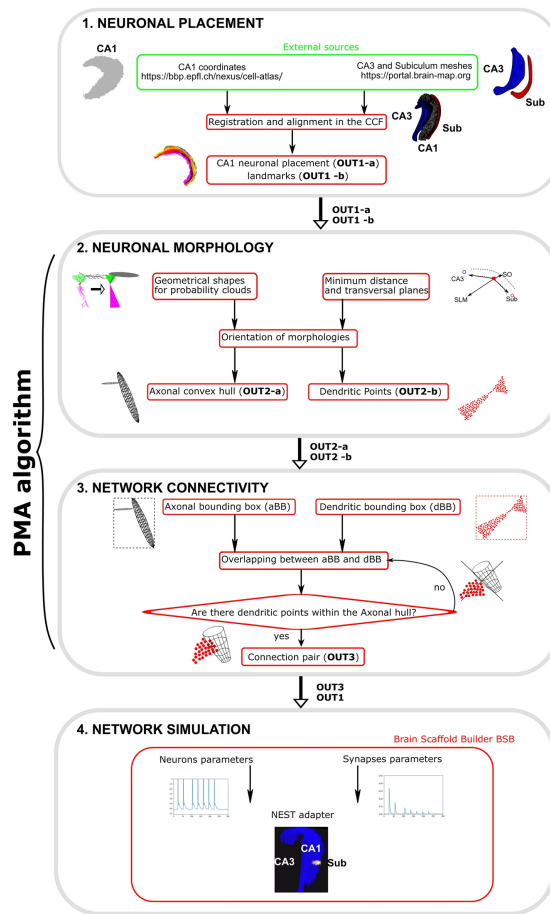 1. NEURONAL PLACEMENT
CA1
External sources
CA1 coordinates
https://bbp.epfl.ch/nexus/cell-atlas/
CA3 and Subiculum meshes
https://portal.brain-map.org
CA3
Sub
Registration and alignment in the CCF
CA3
Sub
CA1
CA1 neuronal placement (OUT1-a)
landmarks (OUT1 -b)
OUT1-a
OUT1 -b
PMA algorithm
2. NEURONAL MORPHOLOGY
Geometrical shapes
for probability clouds
Minimum distance
and transversal planes
SO
CA3
SLM
Sub
Orientation of morphologies
Axonal convex hull (OUT2-a)
Dendritic Points (OUT2-b)
OUT2-a
OUT2 -b
3. NETWORK CONNECTIVITY
Axonal bounding box (aBB)
Dendritic bounding box (dBB)
Overlapping between aBB and dBB
no
Are there dendritic points within the Axonal hull?
yes
Connection pair (OUT3)
OUT3
OUT1
4. NETWORK SIMULATION
Brain Scaffold Builder BSB
Neurons parameters
Synapses parameters
NEST adapter
CA1
CA3
Sub